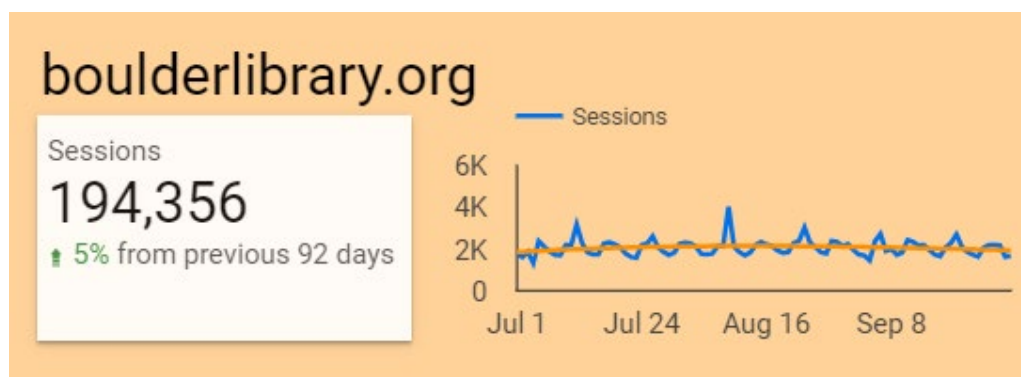 boulderlibrary.org
Sessions
194,356
5% from previous 92 days
Sessions
6K
4K
2K
0
Jul 1 Jul 24 Aug 16 Sep 8